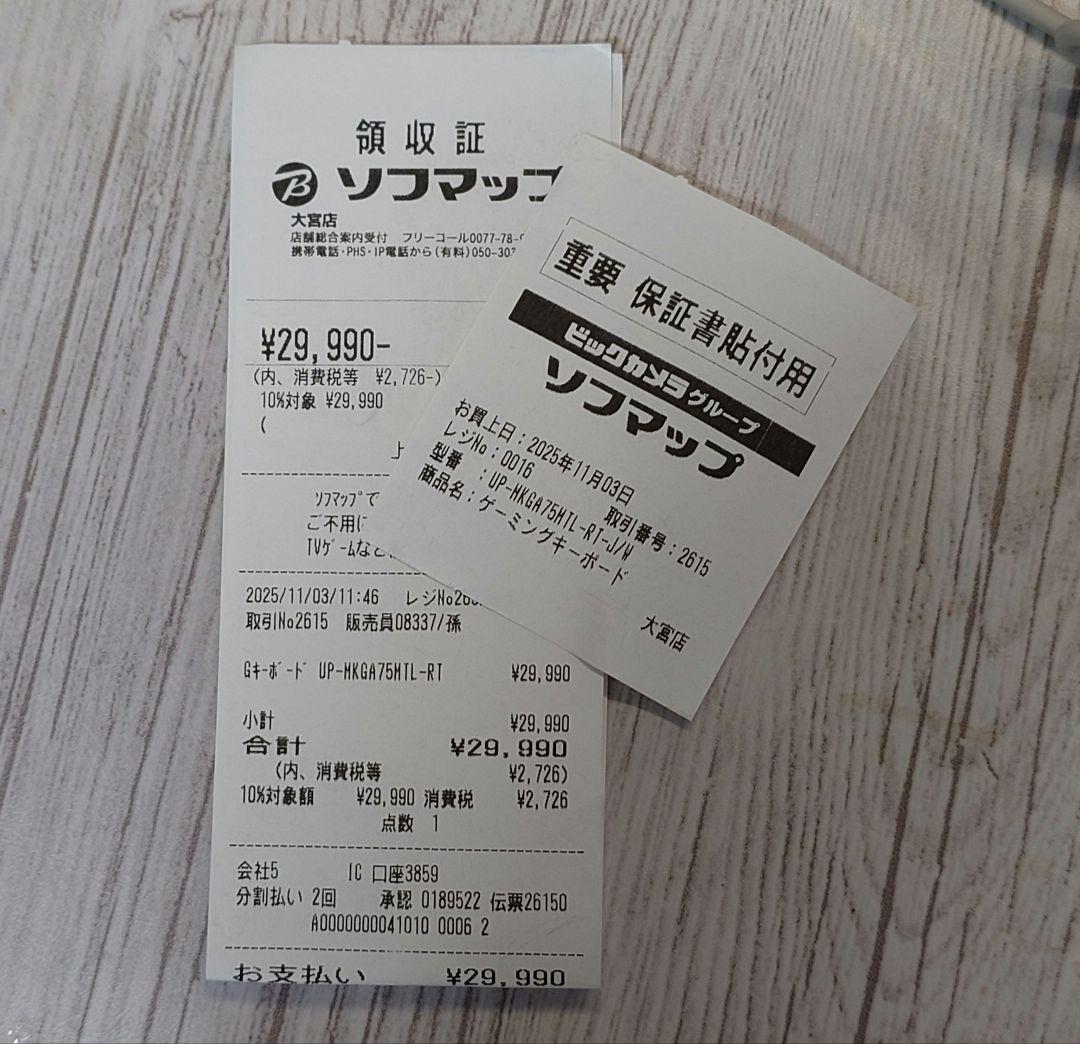 領収証
ソフマップ
大宮店
店舗総合案内受付 フリーコール0077-78-
携帯電話・PHS・IP電話から(有料)050-303
¥29,990-
(内、消費税等 ¥2,726-)
10%対象 ¥29,990
(
ソフマップで
ご不用に
TVゲームなど
2025/11/03/11:46 レジNo26
取引No2615 販売員08337/孫
Gキーボード UP-MKGA75MTL-RT ¥29,990
小計 ¥29,990
合計 ¥29,990
(内、消費税等 ¥2,726)
10%対象額 ¥29,990 消費税 ¥2,726
点数 1
会社5 IC 口座3859
分割払い 2回 承認 0189522 伝票26150
A0000000041010 0006 2
お支払い ¥29,990
重要 保証書貼付用
ビックカメラグループ
ソフマップ
お買上日:2025年11月03日
レジNo:0016 取引番号:2615
型番 :UP-MKGA75MTL-RT-J/W
商品名:ゲーミングキーボード
大宮店